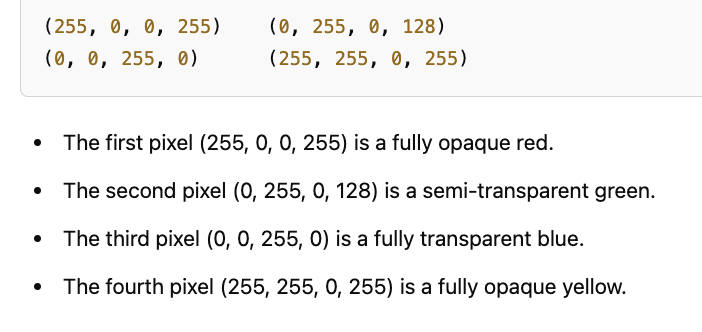 (255, 0, 0, 255)    (0, 255, 0, 128)
(0, 0, 255, 0)      (255, 255, 0, 255)
• The first pixel (255, 0, 0, 255) is a fully opaque red.
• The second pixel (0, 255, 0, 128) is a semi-transparent green.
• The third pixel (0, 0, 255, 0) is a fully transparent blue.
• The fourth pixel (255, 255, 0, 255) is a fully opaque yellow.